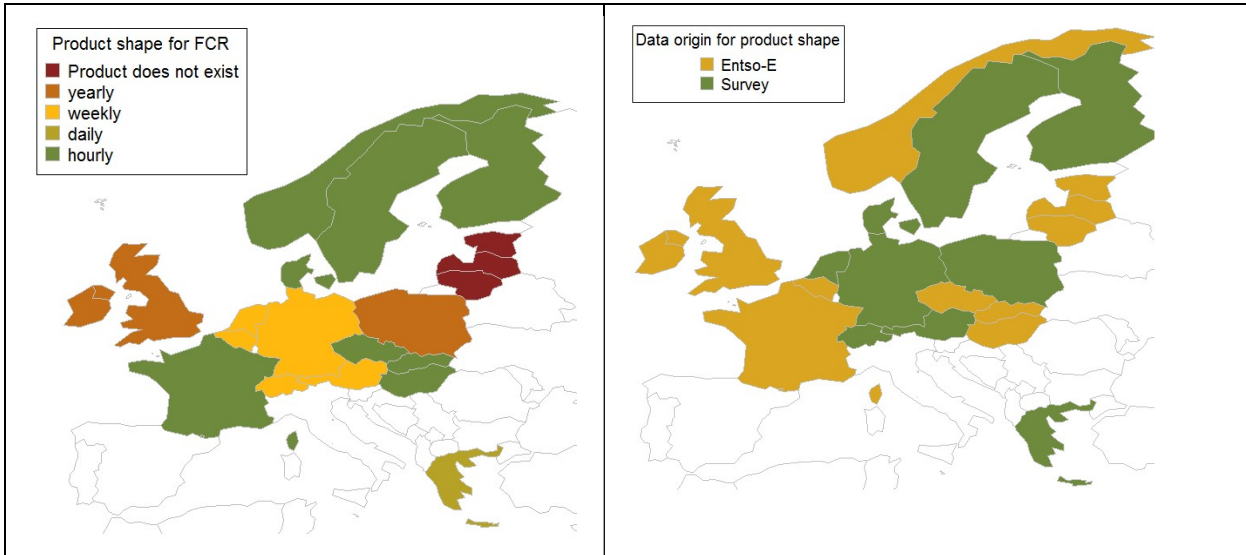 Product shape for FCR
Product does not exist
yearly
weekly
daily
hourly
Data origin for product shape
Entso-E
Survey